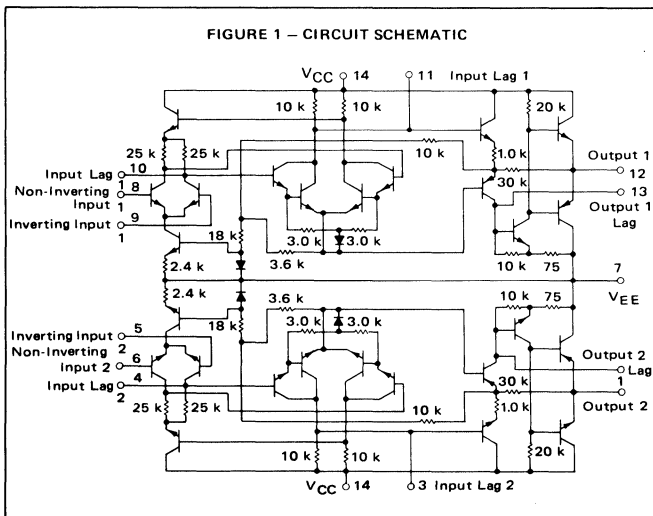 FIGURE 1 – CIRCUIT SCHEMATIC
VCC 14 11 Input Lag 1
10 k 10 k 20 k
25 k 25 k 10 k 1.0 k
Input Lag 10 1
Output 1 12
Non-Inverting Input 8 1
30 k
13 Output 1 Lag
Inverting Input 9 1
18 k 3.0 k 3.0 k
3.6 k 10 k 75
2.4 k
7 VEE
2.4 k
3.6 k 10 k 75
18 k 3.0 k 3.0 k
Inverting Input 5 2
Non-Inverting Input 2 6
Output 2 Lag
Input Lag 4 2
30 k 1
25 k 25 k 10 k 1.0 k Output 2
10 k 10 k 20 k
VCC 14 3 Input Lag 2